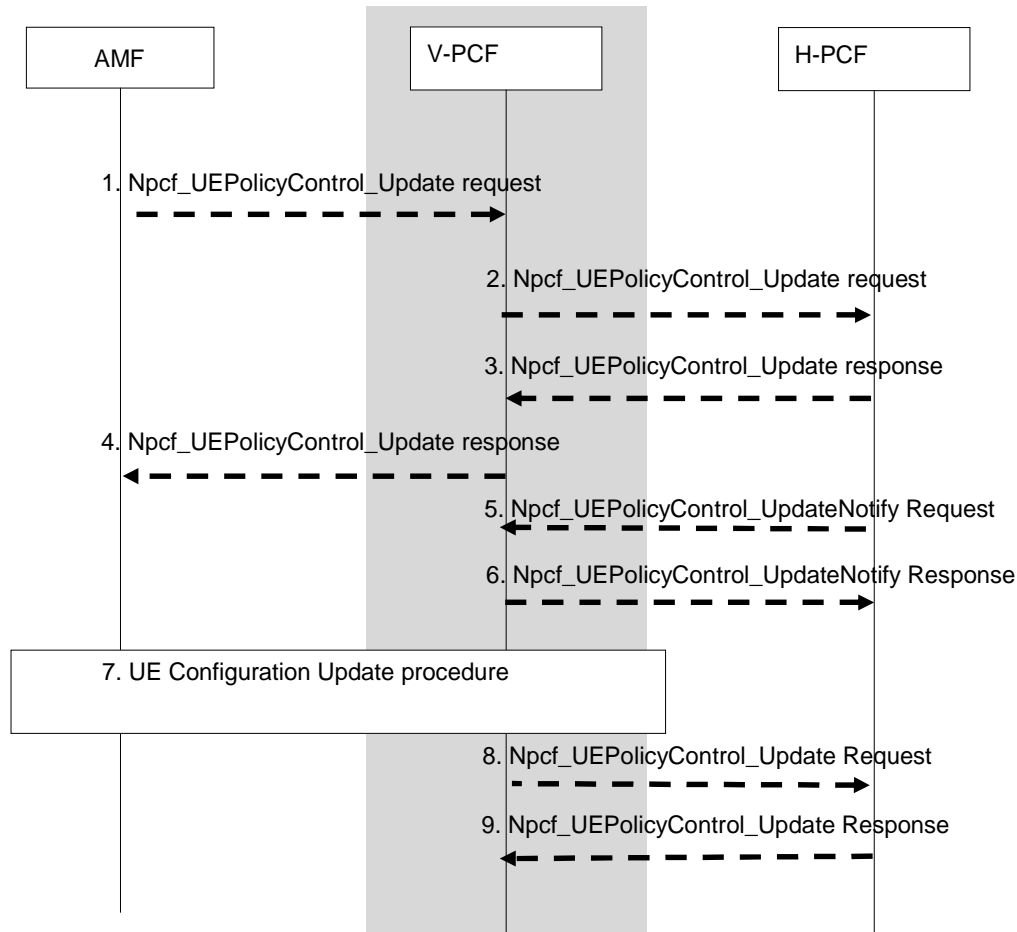 AMF
V-PCF
H-PCF
1. Npcf_UEPolicyControl_Update request
2. Npcf_UEPolicyControl_Update request
3. Npcf_UEPolicyControl_Update response
4. Npcf_UEPolicyControl_Update response
5. Npcf_UEPolicyControl_UpdateNotify Request
6. Npcf_UEPolicyControl_UpdateNotify Response
7. UE Configuration Update procedure
8. Npcf_UEPolicyControl_Update Request
9. Npcf_UEPolicyControl_Update Response